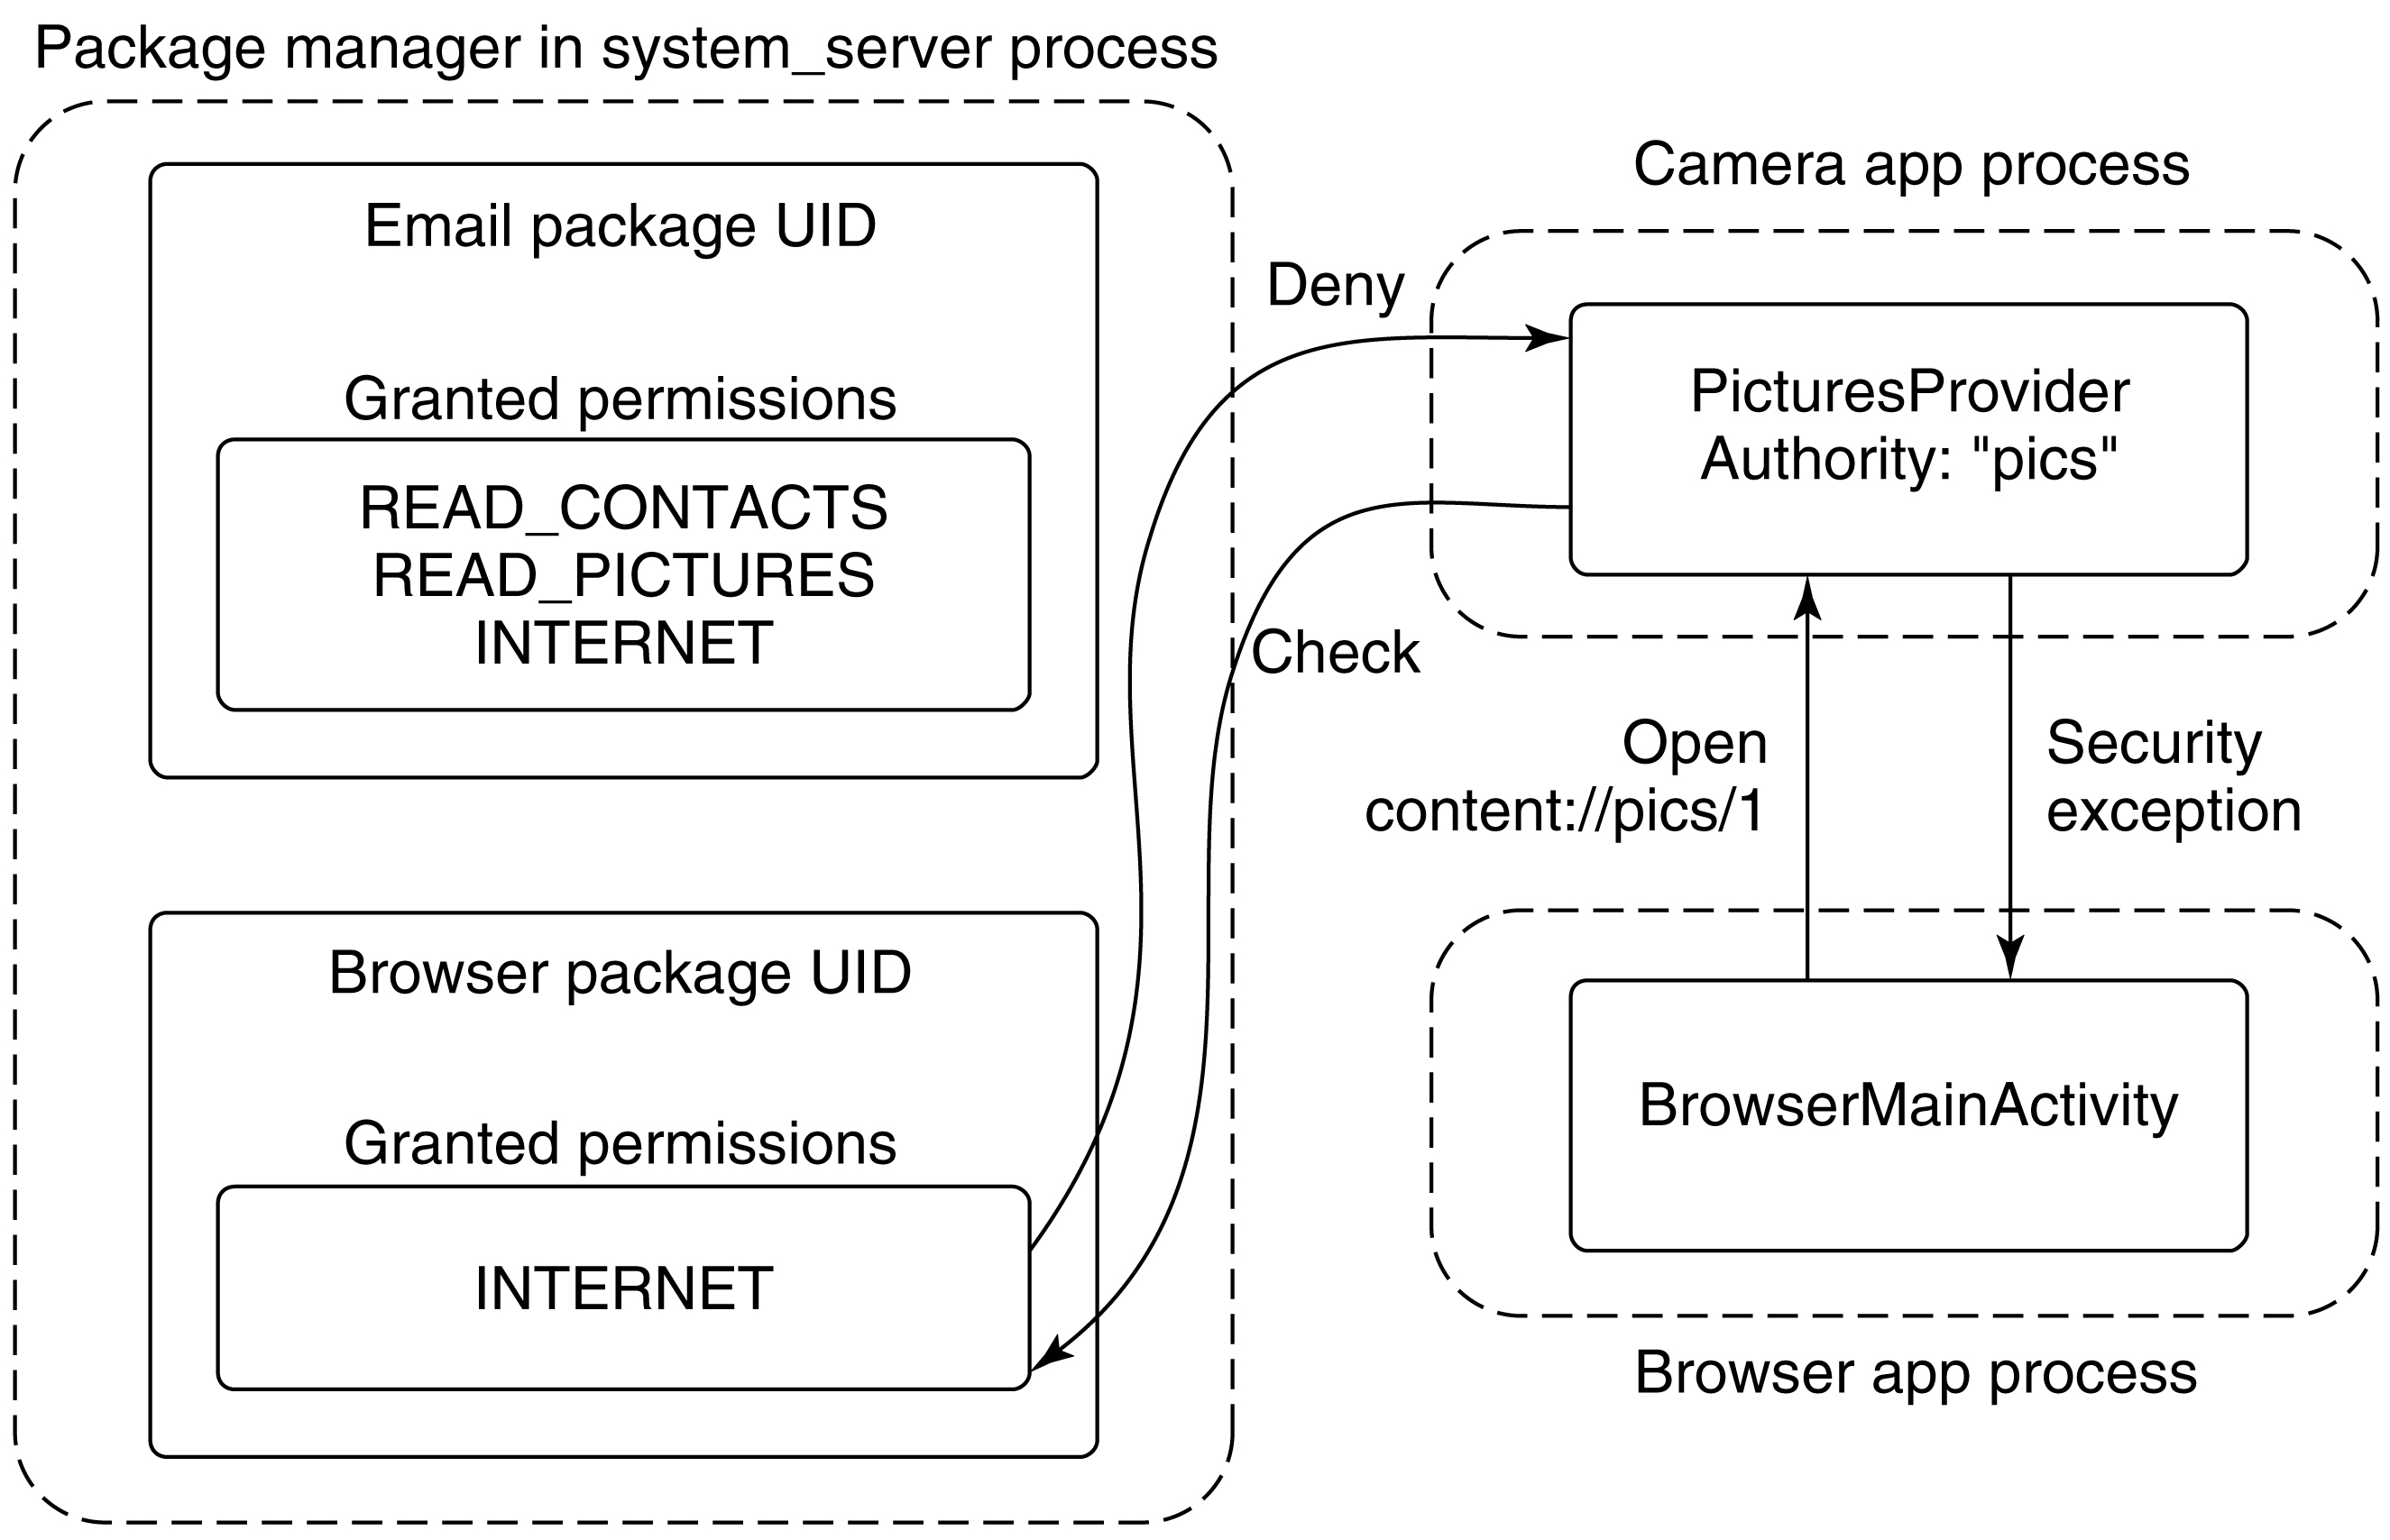 Package manager in system_server process
Email package UID
Granted permissions
READ_CONTACTS
READ_PICTURES
INTERNET
Browser package UID
Granted permissions
INTERNET
Deny
Check
Camera app process
PicturesProvider
Authority: "pics"
Open
content://pics/1
Security
exception
BrowserMainActivity
Browser app process